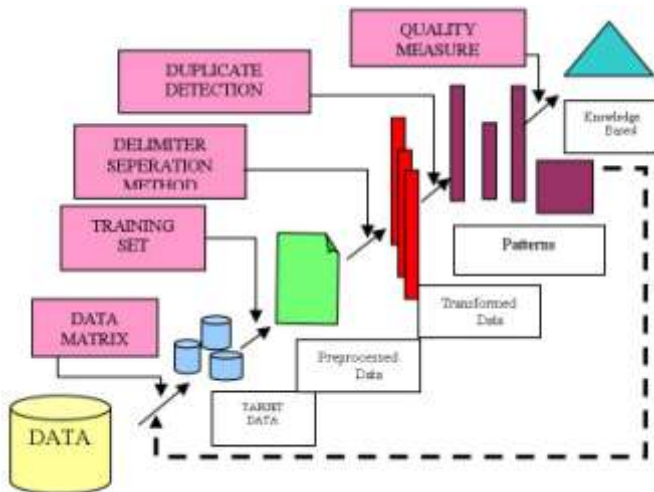 QUALITY
MEASURE
DUPLICATE
DETECTION
Knowledge
Based
DELIMITER
SEPERATION
METHOD
TRAINING
SET
Patterns
Transformed
Data
DATA
MATRIX
Preprocessed
Data
TARGET
DATA
DATA